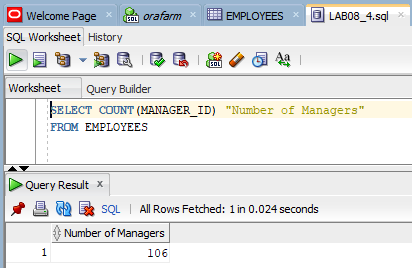 Welcome Page
orafarm
EMPLOYEES
LAB08_4.sql
SQL Worksheet History
Worksheet Query Builder
SELECT COUNT(MANAGER_ID) "Number of Managers"
FROM EMPLOYEES
Query Result
SQL | All Rows Fetched: 1 in 0.024 seconds
Number of Managers
1 106